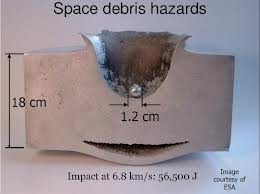 Space debris hazards
18 cm
1.2 cm
Impact at 6.8 km/s: 56,500 J
Image
courtesy of
ESA